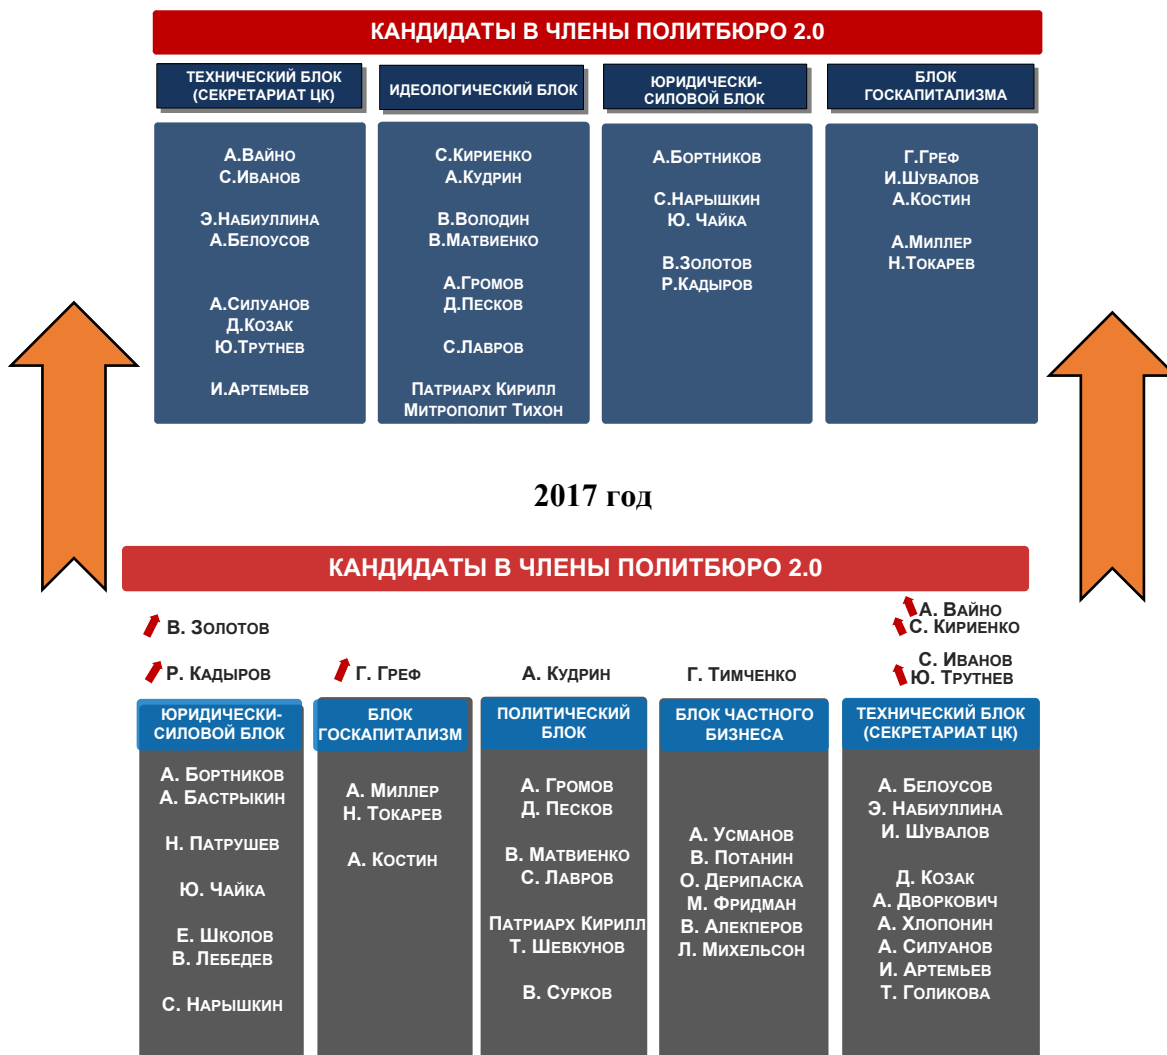 КАНДИДАТЫ В ЧЛЕНЫ ПОЛИТБЮРО 2.0
ТЕХНИЧЕСКИЙ БЛОК
(СЕКРЕТАРИАТ ЦК)
А.ВАЙНО
С.ИВАНОВ
Э.НАБИУЛЛИНА
А.БЕЛОУСОВ
А.СИЛУАНОВ
Д.КОЗАК
Ю.ТРУТНЕВ
И.АРТЕМЬЕВ
ИДЕОЛОГИЧЕСКИЙ БЛОК
С.КИРИЕНКО
А.КУДРИН
В.ВОЛОДИН
В.МАТВИЕНКО
А.ГРОМОВ
Д.ПЕСКОВ
С.ЛАВРОВ
ПАТРИАРХ КИРИЛЛ
МИТРОПОЛИТ ТИХОН
ЮРИДИЧЕСКИ-
СИЛОВОЙ БЛОК
А.БОРТНИКОВ
С.НАРЫШКИН
Ю. ЧАЙКА
В.ЗОЛОТОВ
Р.КАДЫРОВ
БЛОК
ГОСКАПИТАЛИЗМА
Г.ГРЕФ
И.ШУВАЛОВ
А.КОСТИН
А.МИЛЛЕР
Н.ТОКАРЕВ
2017 год
КАНДИДАТЫ В ЧЛЕНЫ ПОЛИТБЮРО 2.0
В. ЗОЛОТОВ
Р. КАДЫРОВ
ЮРИДИЧЕСКИ-
СИЛОВОЙ БЛОК
А. БОРТНИКОВ
А. БАСТРЫКИН
Н. ПАТРУШЕВ
Ю. ЧАЙКА
Е. ШКОЛОВ
В. ЛЕБЕДЕВ
С. НАРЫШКИН
Г. ГРЕФ
БЛОК
ГОСКАПИТАЛИЗМ
А. МИЛЛЕР
Н. ТОКАРЕВ
А. КОСТИН
А. КУДРИН
ПОЛИТИЧЕСКИЙ
БЛОК
А. ГРОМОВ
Д. ПЕСКОВ
В. МАТВИЕНКО
С. ЛАВРОВ
ПАТРИАРХ КИРИЛЛ
Т. ШЕВКУНОВ
В. СУРКОВ
Г. ТИМЧЕНКО
БЛОК ЧАСТНОГО
БИЗНЕСА
А. УСМАНОВ
В. ПОТАНИН
О. ДЕРИПАСКА
М. ФРИДМАН
В. АЛЕКПЕРОВ
Л. МИХЕЛЬСОН
А. ВАЙНО
С. КИРИЕНКО
С. ИВАНОВ
Ю. ТРУТНЕВ
ТЕХНИЧЕСКИЙ БЛОК
(СЕКРЕТАРИАТ ЦК)
А. БЕЛОУСОВ
Э. НАБИУЛЛИНА
И. ШУВАЛОВ
Д. КОЗАК
А. ДВОРКОВИЧ
А. ХЛОПОНИН
А. СИЛУАНОВ
И. АРТЕМЬЕВ
Т. ГОЛИКОВА